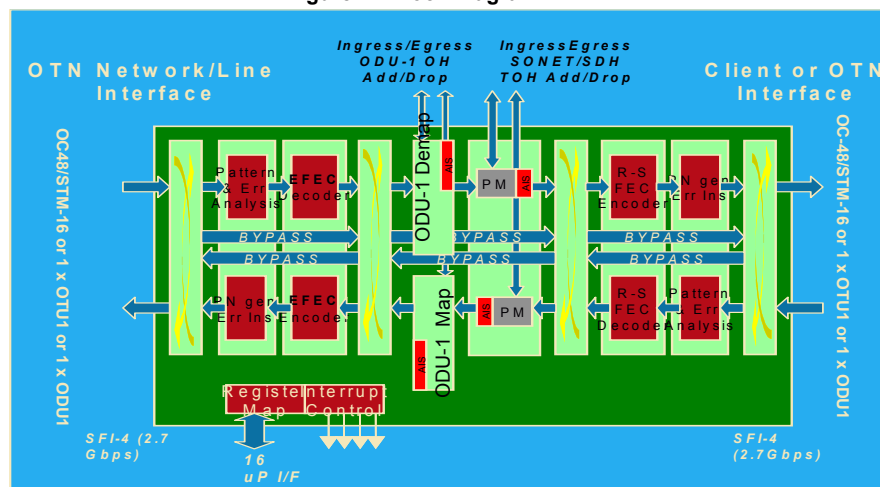 Ingress/Egress
ODU-1 OH
Add/Drop
IngressEgress
SONET/SDH
TOH Add/Drop
OTN Network/Line
Interface
Client or OTN
Interface
OC48/STM-16 or 1 x OTU1 or 1 x ODU1
OC-48/STM-16 or 1 x OTU1 or 1 x ODU1
Pattern
& Err
Analysis
EFEC
Decoder
ODU-1 Demap
AIS
PM
AIS
R-S
FEC
Encoder
PN gen
Err Ins
BYPASS
BYPASS
BYPASS
BYPASS
BYPASS
BYPASS
PN gen
Err Ins
EFEC
Encoder
ODU-1 Map
AIS
AIS
PM
R-S
FEC
Decoder
Pattern
& Err
Analysis
Register
Map
Interrupt
Control
SFI-4 (2.7
Gbps)
16
uP I/F
SFI-4
(2.7Gbps)